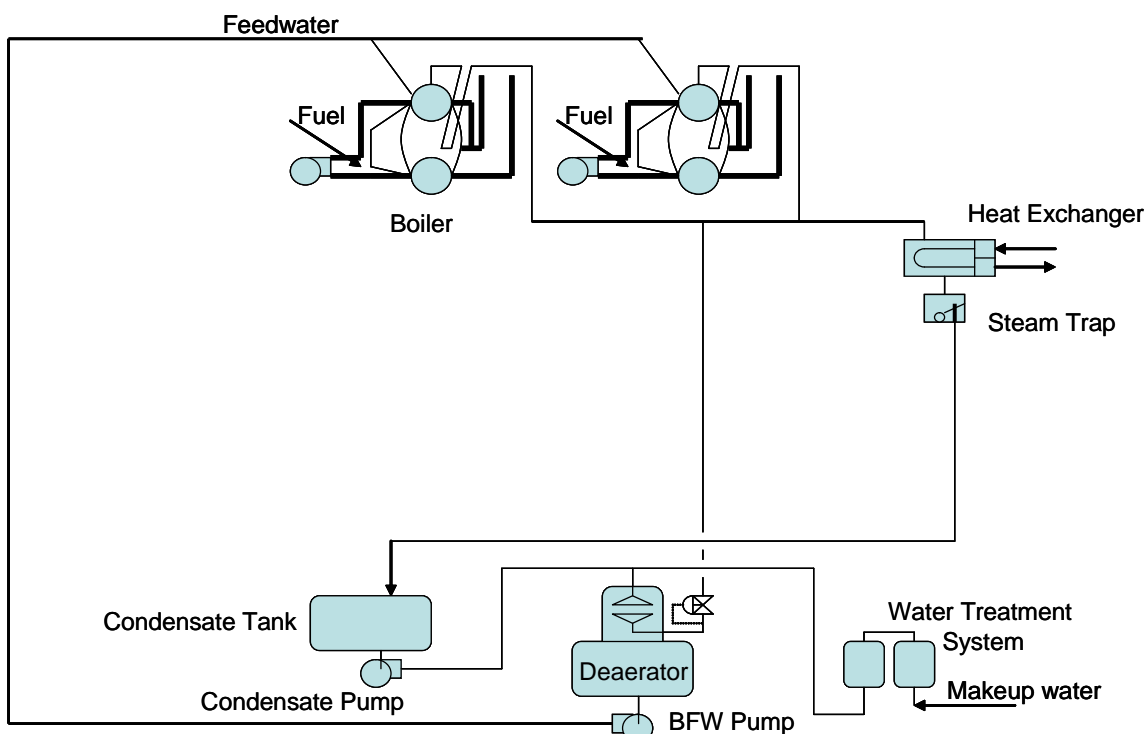 Feedwater
Fuel
Fuel
Boiler
Heat Exchanger
Steam Trap
Condensate Tank
Condensate Pump
Deaerator
BFW Pump
Water Treatment
System
Makeup water